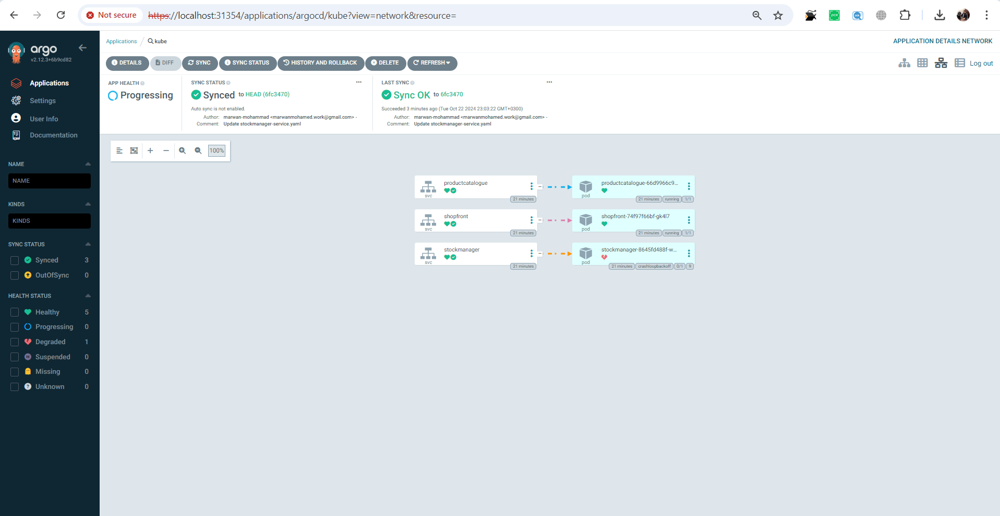 Not secure https://localhost:31354/applications/argocd/kube?view=network&resource=
argo
v2.12.3+6b9cd82
Applications
Settings
User Info
Documentation
NAME
NAME
KINDS
KINDS
SYNC STATUS
Synced 3
OutOfSync 0
HEALTH STATUS
Healthy 5
Progressing 0
Degraded 1
Suspended 0
Missing 0
Unknown 0
Applications / kube
APPLICATION DETAILS NETWORK
DETAILS DIFF SYNC SYNC STATUS HISTORY AND ROLLBACK DELETE REFRESH
Log out
APP HEALTH
Progressing
SYNC STATUS
Synced to HEAD (6fc3470)
Auto sync is not enabled.
Author: marwan-mohammad <marwanmohamed.work@gmail.com> -
Comment: Update stockmanager-service.yaml
LAST SYNC
Sync OK to 6fc3470
Succeeded 3 minutes ago (Tue Oct 22 2024 23:03:22 GMT+0300)
Author: marwan-mohammad <marwanmohamed.work@gmail.com> -
Comment: Update stockmanager-service.yaml
100%
productcatalogue
svc
21 minutes
productcatalogue-66d9966c9...
pod
21 minutes running 1/1
shopfront
svc
21 minutes
shopfront-74f97f66bf-gk4l7
pod
21 minutes running 1/1
stockmanager
svc
21 minutes
stockmanager-8645fd488f-w...
pod
21 minutes crashloopbackoff 0/1 9